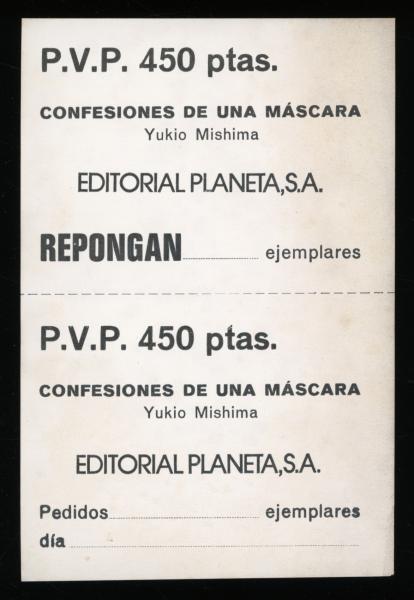 P.V.P. 450 ptas.
CONFESIONES DE UNA MÁSCARA
Yukio Mishima
EDITORIAL PLANETA,S.A.
REPONGAN ejemplares
P.V.P. 450 ptas.
CONFESIONES DE UNA MÁSCARA
Yukio Mishima
EDITORIAL PLANETA,S.A.
Pedidos ejemplares
día